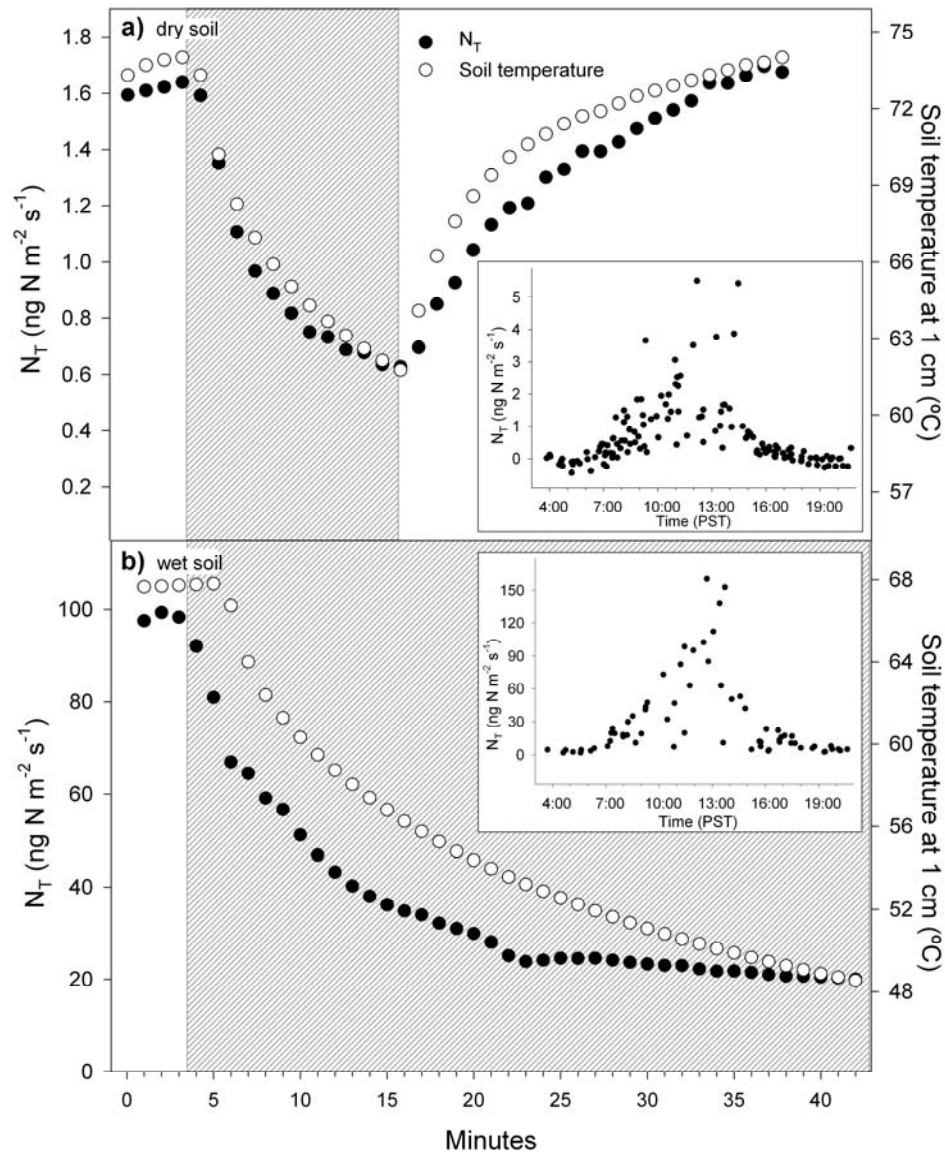 a) dry soil
N_T
Soil temperature
1.8
1.6
1.4
1.2
1.0
0.8
0.6
0.4
0.2
N_T (ng N m⁻² s⁻¹)
75
72
69
66
63
60
57
Soil temperature at 1 cm (ºC)
5
4
3
2
1
0
N_T (ng N m⁻² s⁻¹)
4:00 7:00 10:00 13:00 16:00 19:00
Time (PST)
b) wet soil
100
80
60
40
20
0
N_T (ng N m⁻² s⁻¹)
68
64
60
56
52
48
Soil temperature at 1 cm (ºC)
150
120
90
60
30
0
N_T (ng N m⁻² s⁻¹)
4:00 7:00 10:00 13:00 16:00 19:00
Time (PST)
0 5 10 15 20 25 30 35 40
Minutes